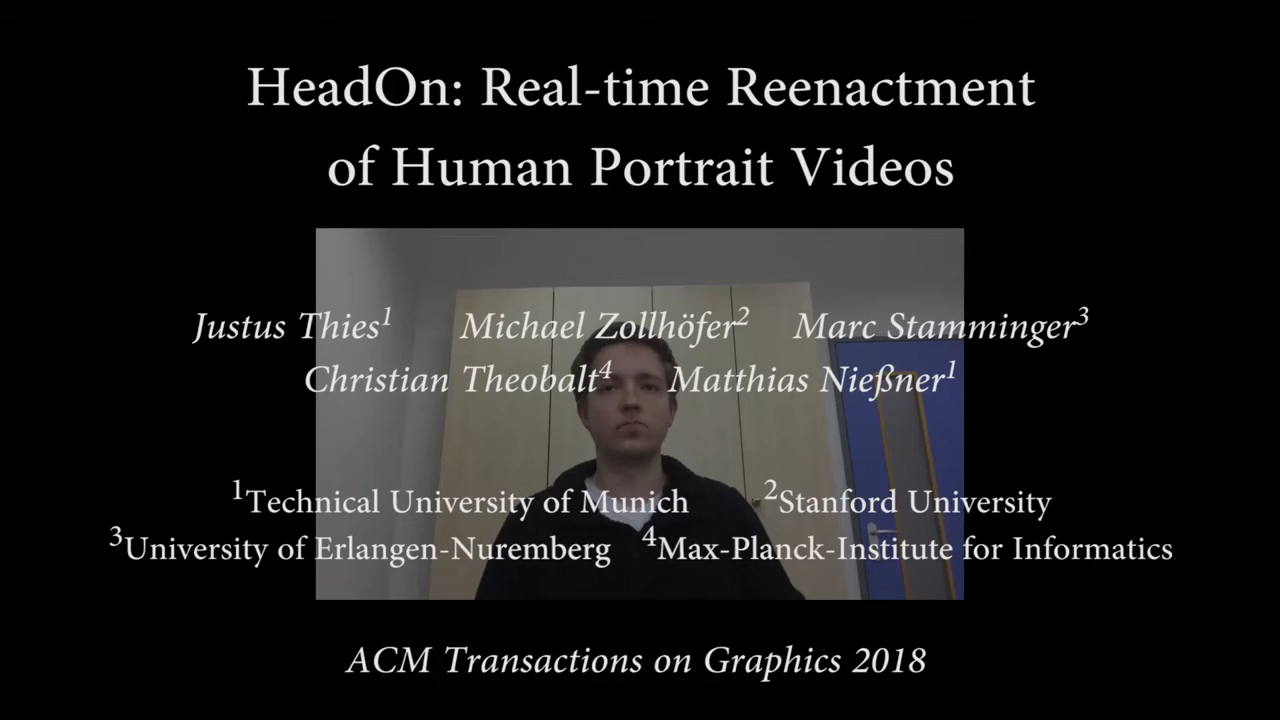 HeadOn: Real-time Reenactment
of Human Portrait Videos
Justus Thies¹ Michael Zollhöfer² Marc Stamminger³
Christian Theobalt⁴ Matthias Nießner¹
¹Technical University of Munich ²Stanford University
³University of Erlangen-Nuremberg ⁴Max-Planck-Institute for Informatics
ACM Transactions on Graphics 2018